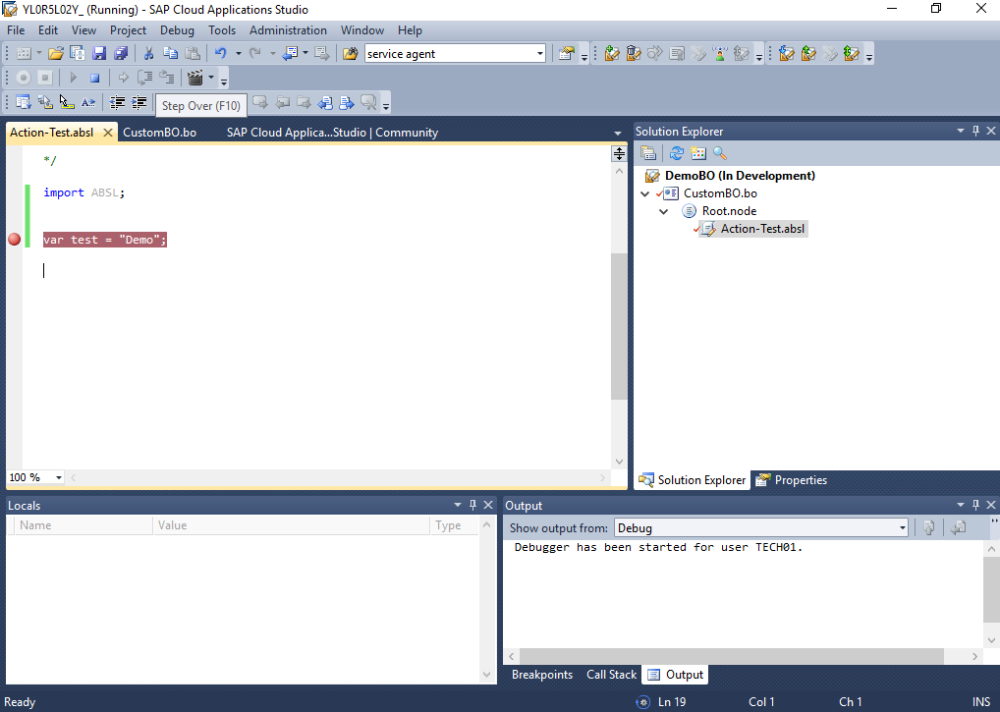 YL0R5L02Y_ (Running) - SAP Cloud Applications Studio
File Edit View Project Debug Tools Administration Window Help
service agent
Step Over (F10)
Action-Test.absl CustomBO.bo SAP Cloud Applica...Studio | Community
*/
import ABSL;
var test = "Demo";
100 %
Solution Explorer
DemoBO (In Development)
CustomBO.bo
Root.node
Action-Test.absl
Solution Explorer Properties
Locals
Name Value Type
Output
Show output from: Debug
Debugger has been started for user TECH01.
Breakpoints Call Stack Output
Ready Ln 19 Col 1 Ch 1 INS